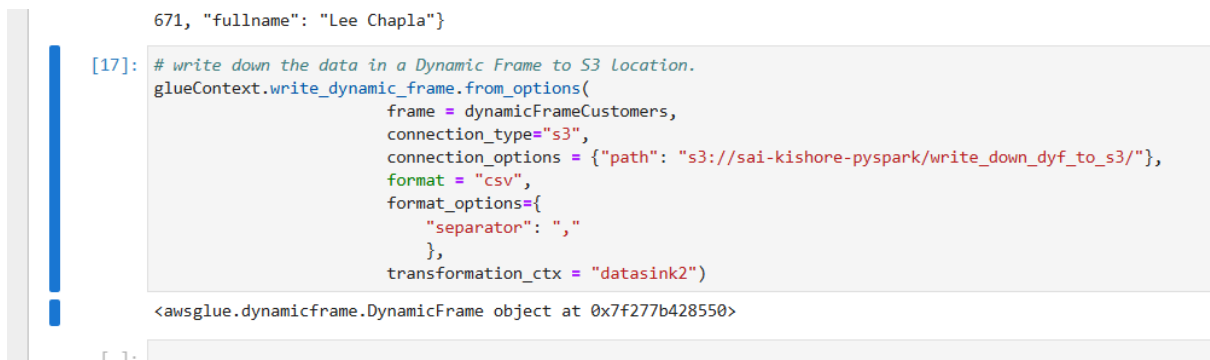 671, "fullname": "Lee Chapla"}
[17]: # write down the data in a Dynamic Frame to S3 location.
glueContext.write_dynamic_frame.from_options(
frame = dynamicFrameCustomers,
connection_type="s3",
connection_options = {"path": "s3://sai-kishore-pyspark/write_down_dyf_to_s3/"},
format = "csv",
format_options={
"separator": ","
},
transformation_ctx = "datasink2")
<awsglue.dynamicframe.DynamicFrame object at 0x7f277b428550>
[ ]: